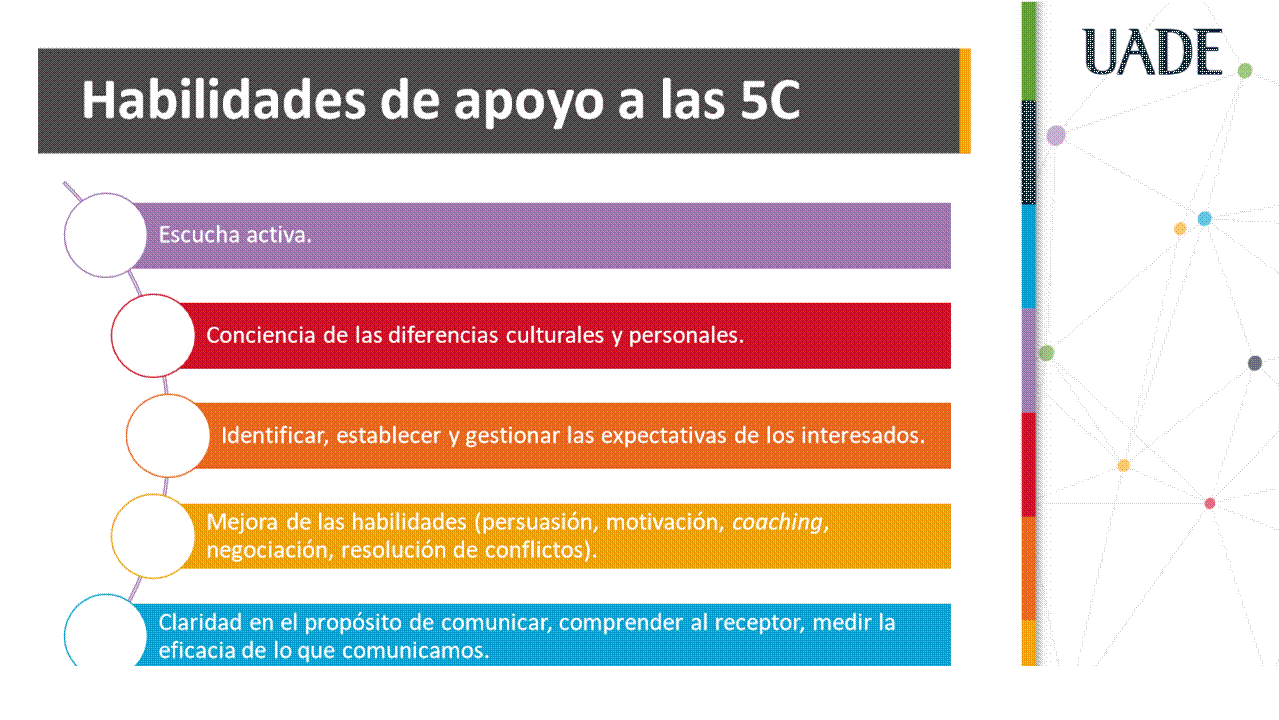 UADE
Habilidades de apoyo a las 5C
Escucha activa.
Conciencia de las diferencias culturales y personales.
Identificar, establecer y gestionar las expectativas de los interesados.
Mejora de las habilidades (persuasión, motivación, coaching,
negociación, resolución de conflictos).
Claridad en el propósito de comunicar, comprender al receptor, medir la
eficacia de lo que comunicamos.